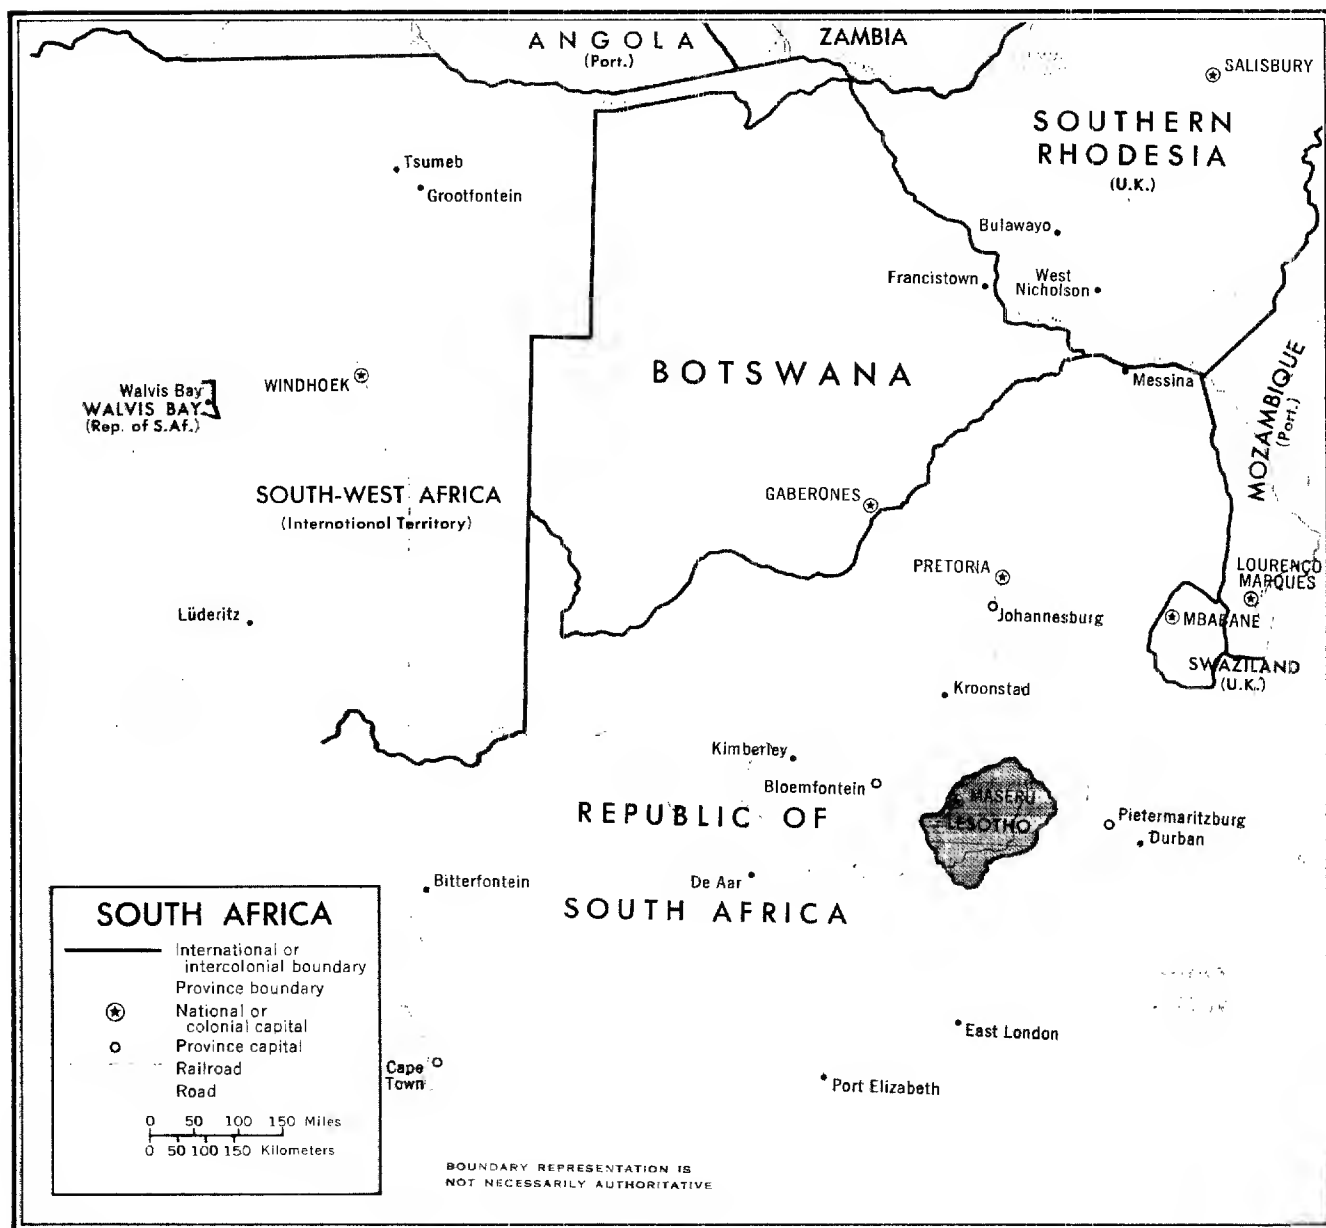 ANGOLA
(Port.)
ZAMBIA
SALISBURY
SOUTHERN
RHODESIA
(U.K.)
Tsumeb
Grootfontein
Bulawayo
Francistown
West
Nicholson
BOTSWANA
Messina
MOZAMBIQUE
(Port.)
Walvis Bay
WALVIS BAY
(Rep. of S.Af.)
WINDHOEK
SOUTH-WEST AFRICA
(International Territory)
GABERONES
PRETORIA
Johannesburg
LOURENÇO
MARQUES
MBABANE
SWAZILAND
(U.K.)
Lüderitz
Kroonstad
Kimberley
Bloemfontein
MASERU
LESOTHO
Pietermaritzburg
Durban
REPUBLIC OF
SOUTH AFRICA
Bitterfontein
De Aar
East London
Port Elizabeth
Cape
Town
SOUTH AFRICA
International or
intercolonial boundary
Province boundary
National or
colonial capital
Province capital
Railroad
Road
0 50 100 150 Miles
0 50 100 150 Kilometers
BOUNDARY REPRESENTATION IS
NOT NECESSARILY AUTHORITATIVE